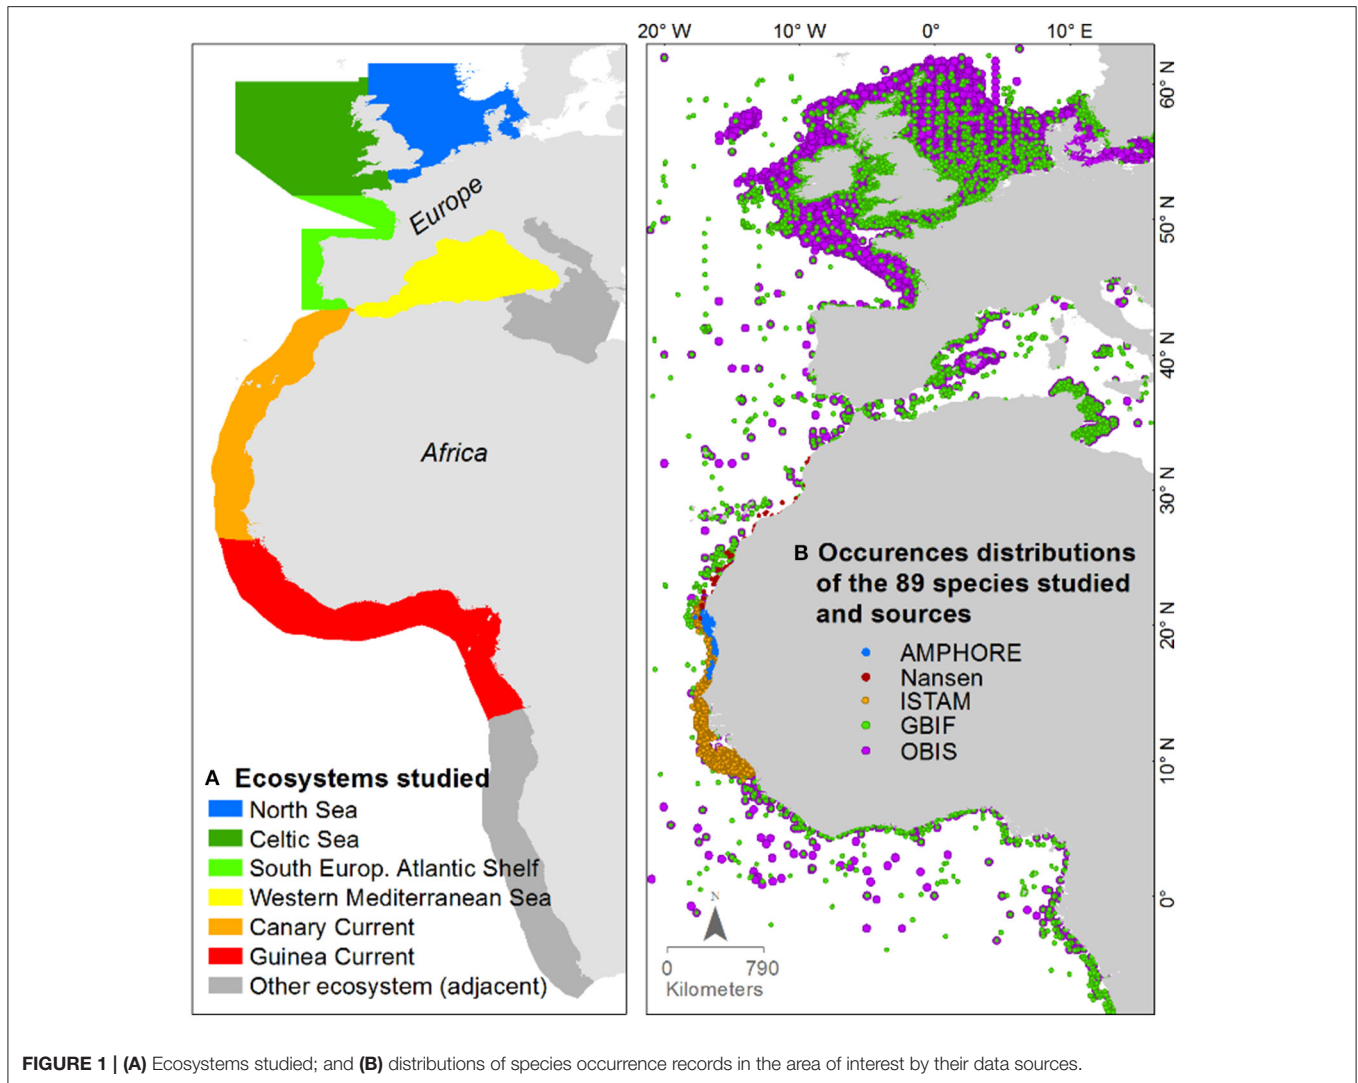 20° W
10° W
0°
10° E
60° N
50° N
40° N
30° N
20° N
10° N
0°
Europe
Africa
A Ecosystems studied
North Sea
Celtic Sea
South Europ. Atlantic Shelf
Western Mediterranean Sea
Canary Current
Guinea Current
Other ecosystem (adjacent)
B Occurences distributions
of the 89 species studied
and sources
AMPHORE
Nansen
ISTAM
GBIF
OBIS
N
0 790
Kilometers
FIGURE 1 | (A) Ecosystems studied; and (B) distributions of species occurrence records in the area of interest by their data sources.